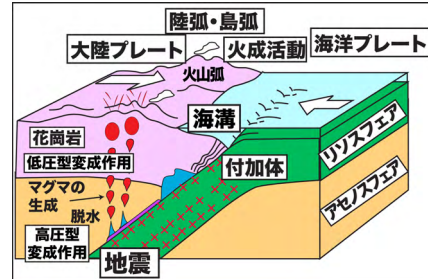 陸弧・島弧
大陸プレート
火成活動
海洋プレート
火山弧
海溝
花崗岩
低圧型変成作用
付加体
リソスフェア
マグマの
生成
アセノスフェア
脱水
高圧型
変成作用
地震